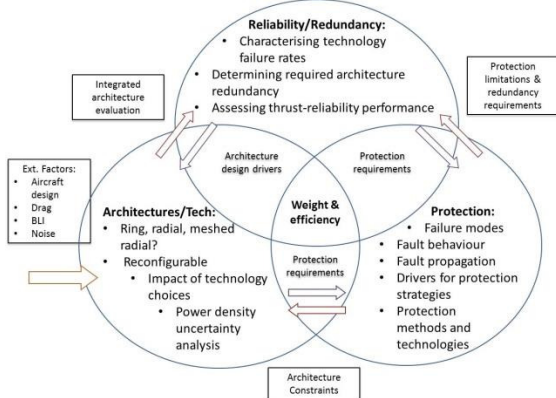 Reliability/Redundancy:
• Characterising technology
failure rates
• Determining required architecture
redundancy
• Assessing thrust-reliability performance
Integrated
architecture
evaluation
Protection
limitations &
redundancy
requirements
Ext. Factors:
• Aircraft
design
• Drag
• BLI
• Noise
Architecture
design drivers
Protection
requirements
Weight &
efficiency
Architectures/Tech:
• Ring, radial, meshed
radial?
• Reconfigurable
• Impact of technology
choices
• Power density
uncertainty
analysis
Protection
requirements
Protection:
• Failure modes
• Fault behaviour
• Fault propagation
• Drivers for protection
strategies
• Protection
methods and
technologies
Architecture
Constraints